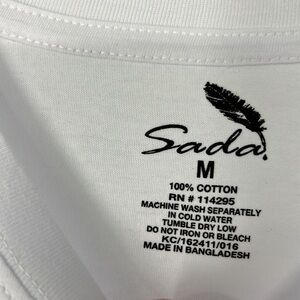 Sada
M
100% COTTON
RN # 114295
MACHINE WASH SEPARATELY
IN COLD WATER
TUMBLE DRY LOW
DO NOT IRON OR BLEACH
KC/162411/016
MADE IN BANGLADESH